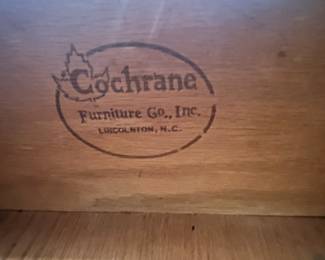 Cochrane
Furniture Co., Inc.
LINCOLNTON, N.C.